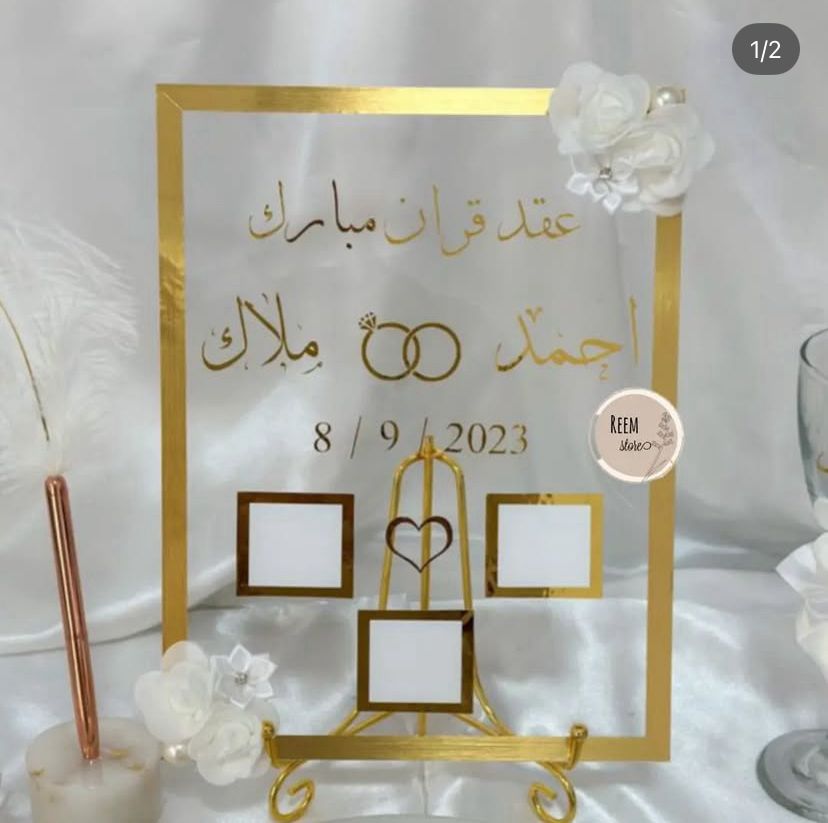 1/2
عقد قران مبارك
احمد ملاك
8 / 9 / 2023
REEM
store